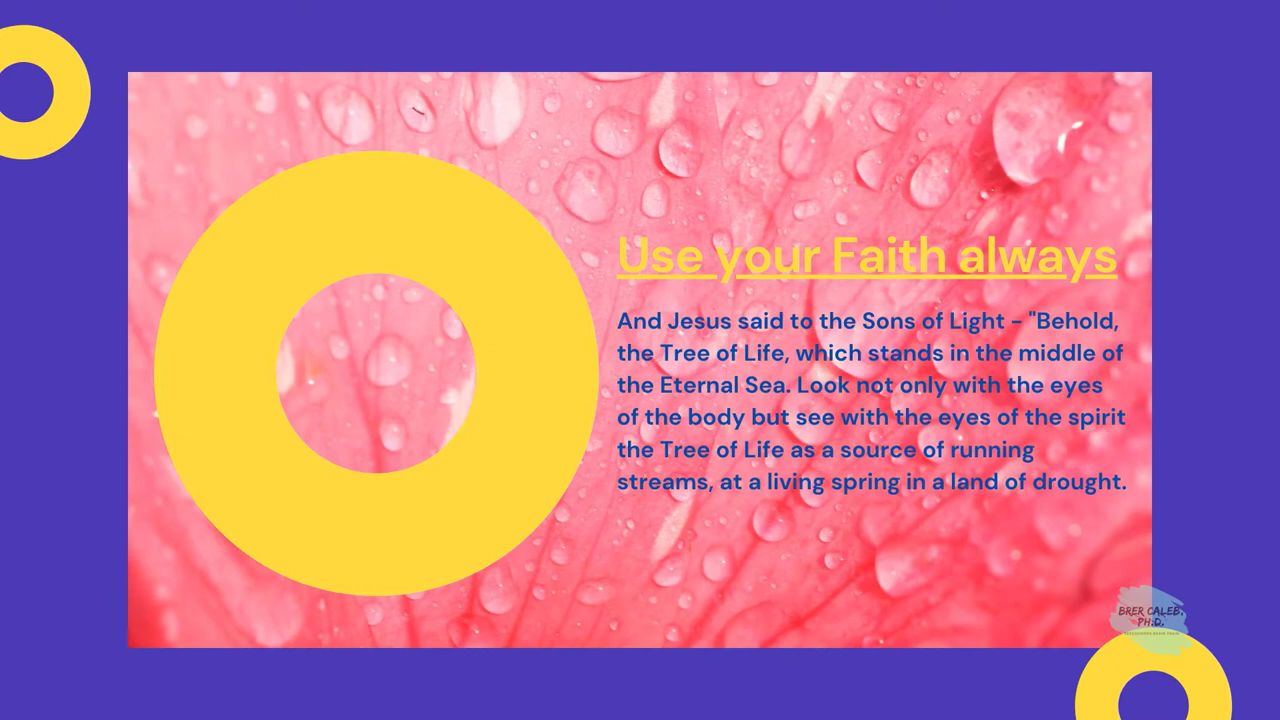 Use your Faith always
And Jesus said to the Sons of Light - "Behold,
the Tree of Life, which stands in the middle of
the Eternal Sea. Look not only with the eyes
of the body but see with the eyes of the spirit
the Tree of Life as a source of running
streams, at a living spring in a land of drought.
BRER CALEB,
PH.D.